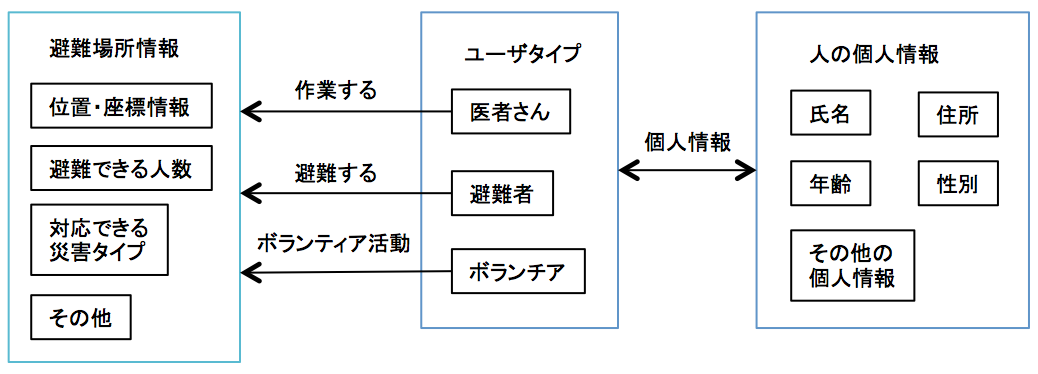 避難場所情報
位置・座標情報
避難できる人数
対応できる
災害タイプ
その他
作業する
避難する
ボランティア活動
ユーザタイプ
医者さん
避難者
ボランチア
個人情報
人の個人情報
氏名
住所
年齢
性別
その他の
個人情報